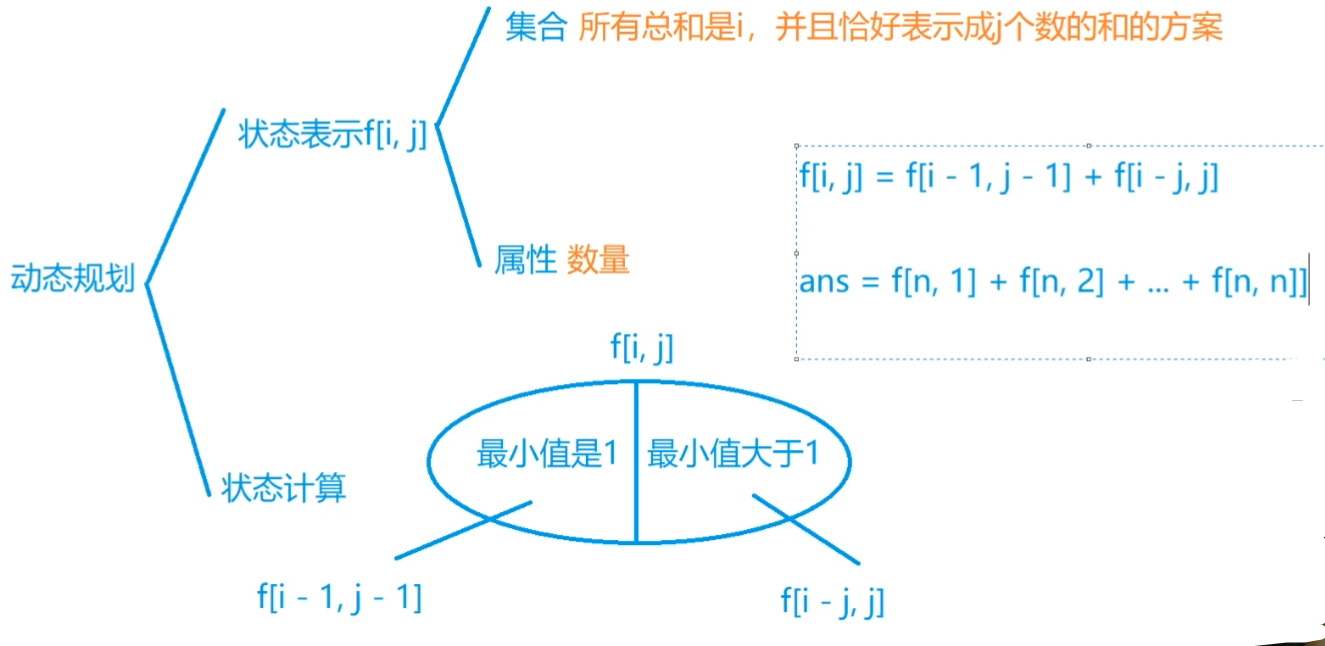 集合 所有总和是i，并且恰好表示成j个数的和的方案
状态表示f[i, j]
f[i, j] = f[i - 1, j - 1] + f[i - j, j]
属性 数量
动态规划
ans = f[n, 1] + f[n, 2] + ... + f[n, n]]
f[i, j]
最小值是1
最小值大于1
状态计算
f[i - 1, j - 1]
f[i - j, j]